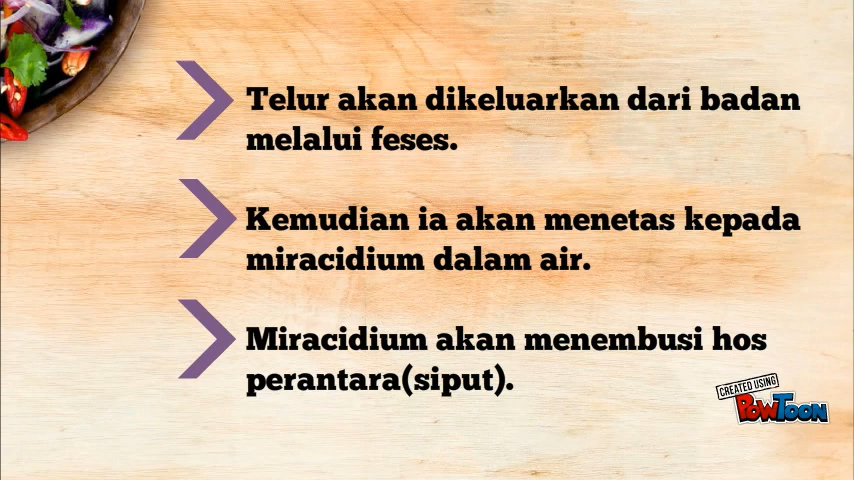 Telur akan dikeluarkan dari badan
melalui feses.
Kemudian ia akan menetas kepada
miracidium dalam air.
Miracidium akan menembusi hos
perantara(siput).
CREATED USING
POWTOON